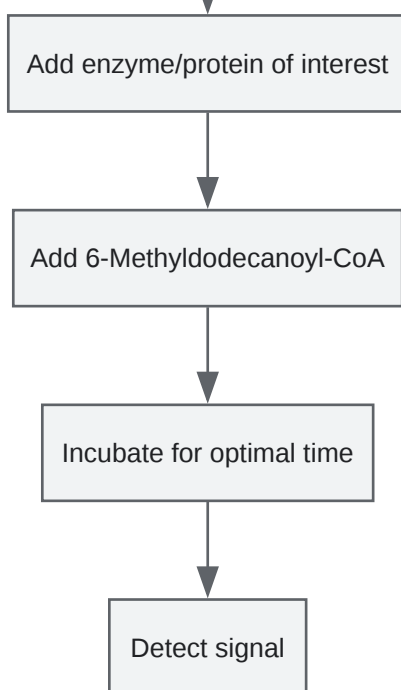 Add enzyme/protein of interest
Add 6-Methyldodecanoyl-CoA
Incubate for optimal time
Detect signal